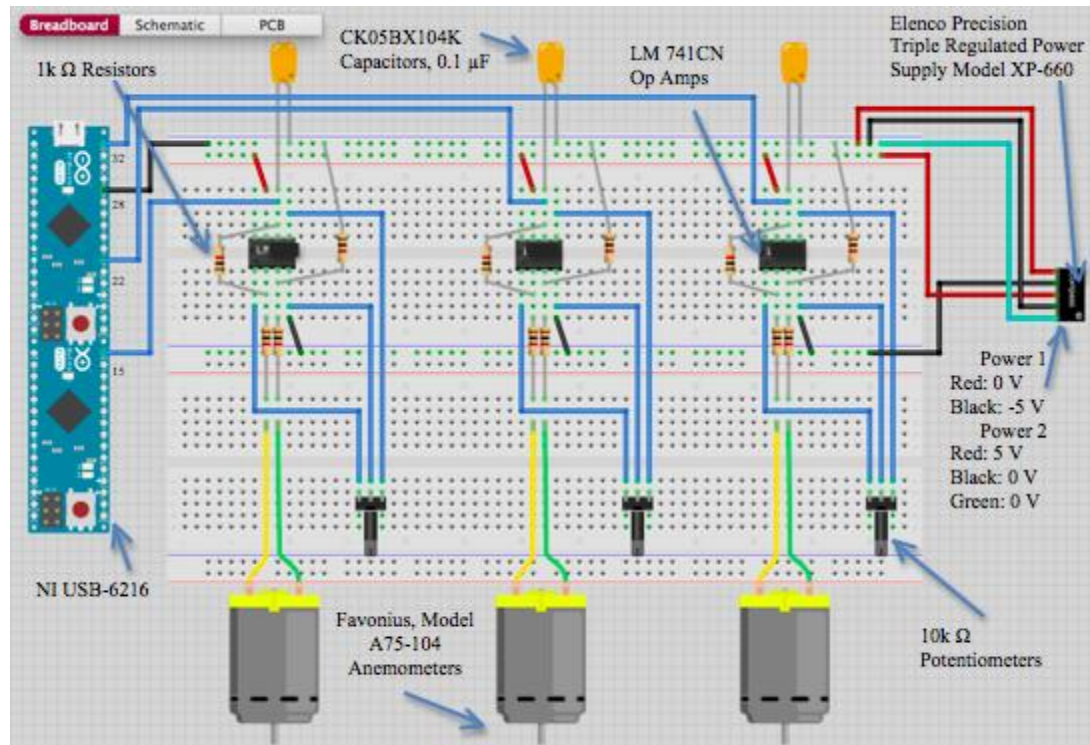 Breadboard
Schematic
PCB
CK05BX104K
Capacitors, 0.1 µF
LM 741CN
Op Amps
Elenco Precision
Triple Regulated Power
Supply Model XP-660
1k Ω Resistors
32
28
22
15
Power 1
Red: 0 V
Black: -5 V
Power 2
Red: 5 V
Black: 0 V
Green: 0 V
NI USB-6216
Favonius, Model
A75-104
Anemometers
10k Ω
Potentiometers